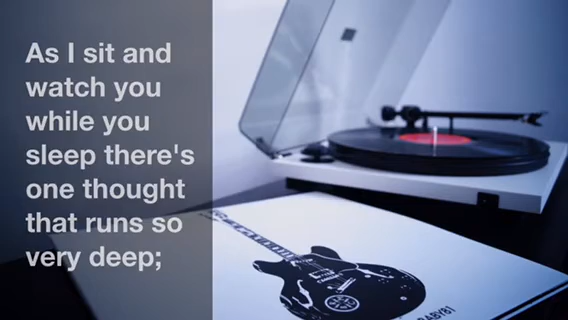 As I sit and
watch you
while you
sleep there's
one thought
that runs so
very deep;